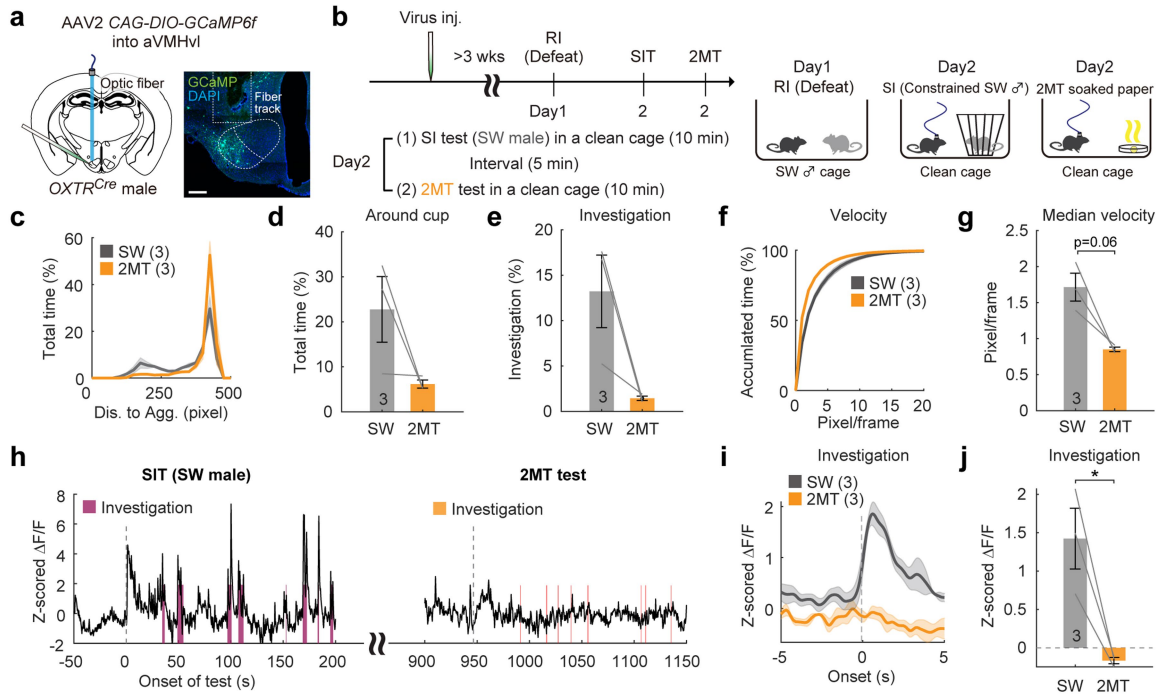 a
AAV2 CAG-DIO-GCaMP6f
into aVMHvl
Optic fiber
OXTRCre male
GCaMP
DAPI
Fiber
track
b
Virus inj.
>3 wks
RI
(Defeat)
SIT
2MT
Day1
2
2
Day2
(1) SI test (SW male) in a clean cage (10 min)
Interval (5 min)
(2) 2MT test in a clean cage (10 min)
Day1
RI (Defeat)
SW ♂ cage
Day2
SI (Constrained SW ♂)
Clean cage
Day2
2MT soaked paper
Clean cage
c
Total time (%)
60
40
20
0
SW (3)
2MT (3)
0
250
500
Dis. to Agg. (pixel)
d
Around cup
Total time (%)
40
30
20
10
0
3
SW
2MT
e
Investigation
Investigation (%)
20
15
10
5
0
3
SW
2MT
f
Velocity
Accumulated time (%)
100
50
0
SW (3)
2MT (3)
0
5
10
15
20
Pixel/frame
g
Median velocity
p=0.06
Pixel/frame
2.5
2
1.5
1
0.5
0
3
SW
2MT
h
SIT (SW male)
Investigation
Z-scored ΔF/F
8
6
4
2
0
-2
-50
0
50
100
150
200
Onset of test (s)
2MT test
Investigation
900
950
1000
1050
1100
1150
i
Investigation
SW (3)
2MT (3)
Z-scored ΔF/F
2
1
0
-5
0
5
Onset (s)
j
Investigation
*
Z-scored ΔF/F
2
1.5
1
0.5
0
3
SW
2MT